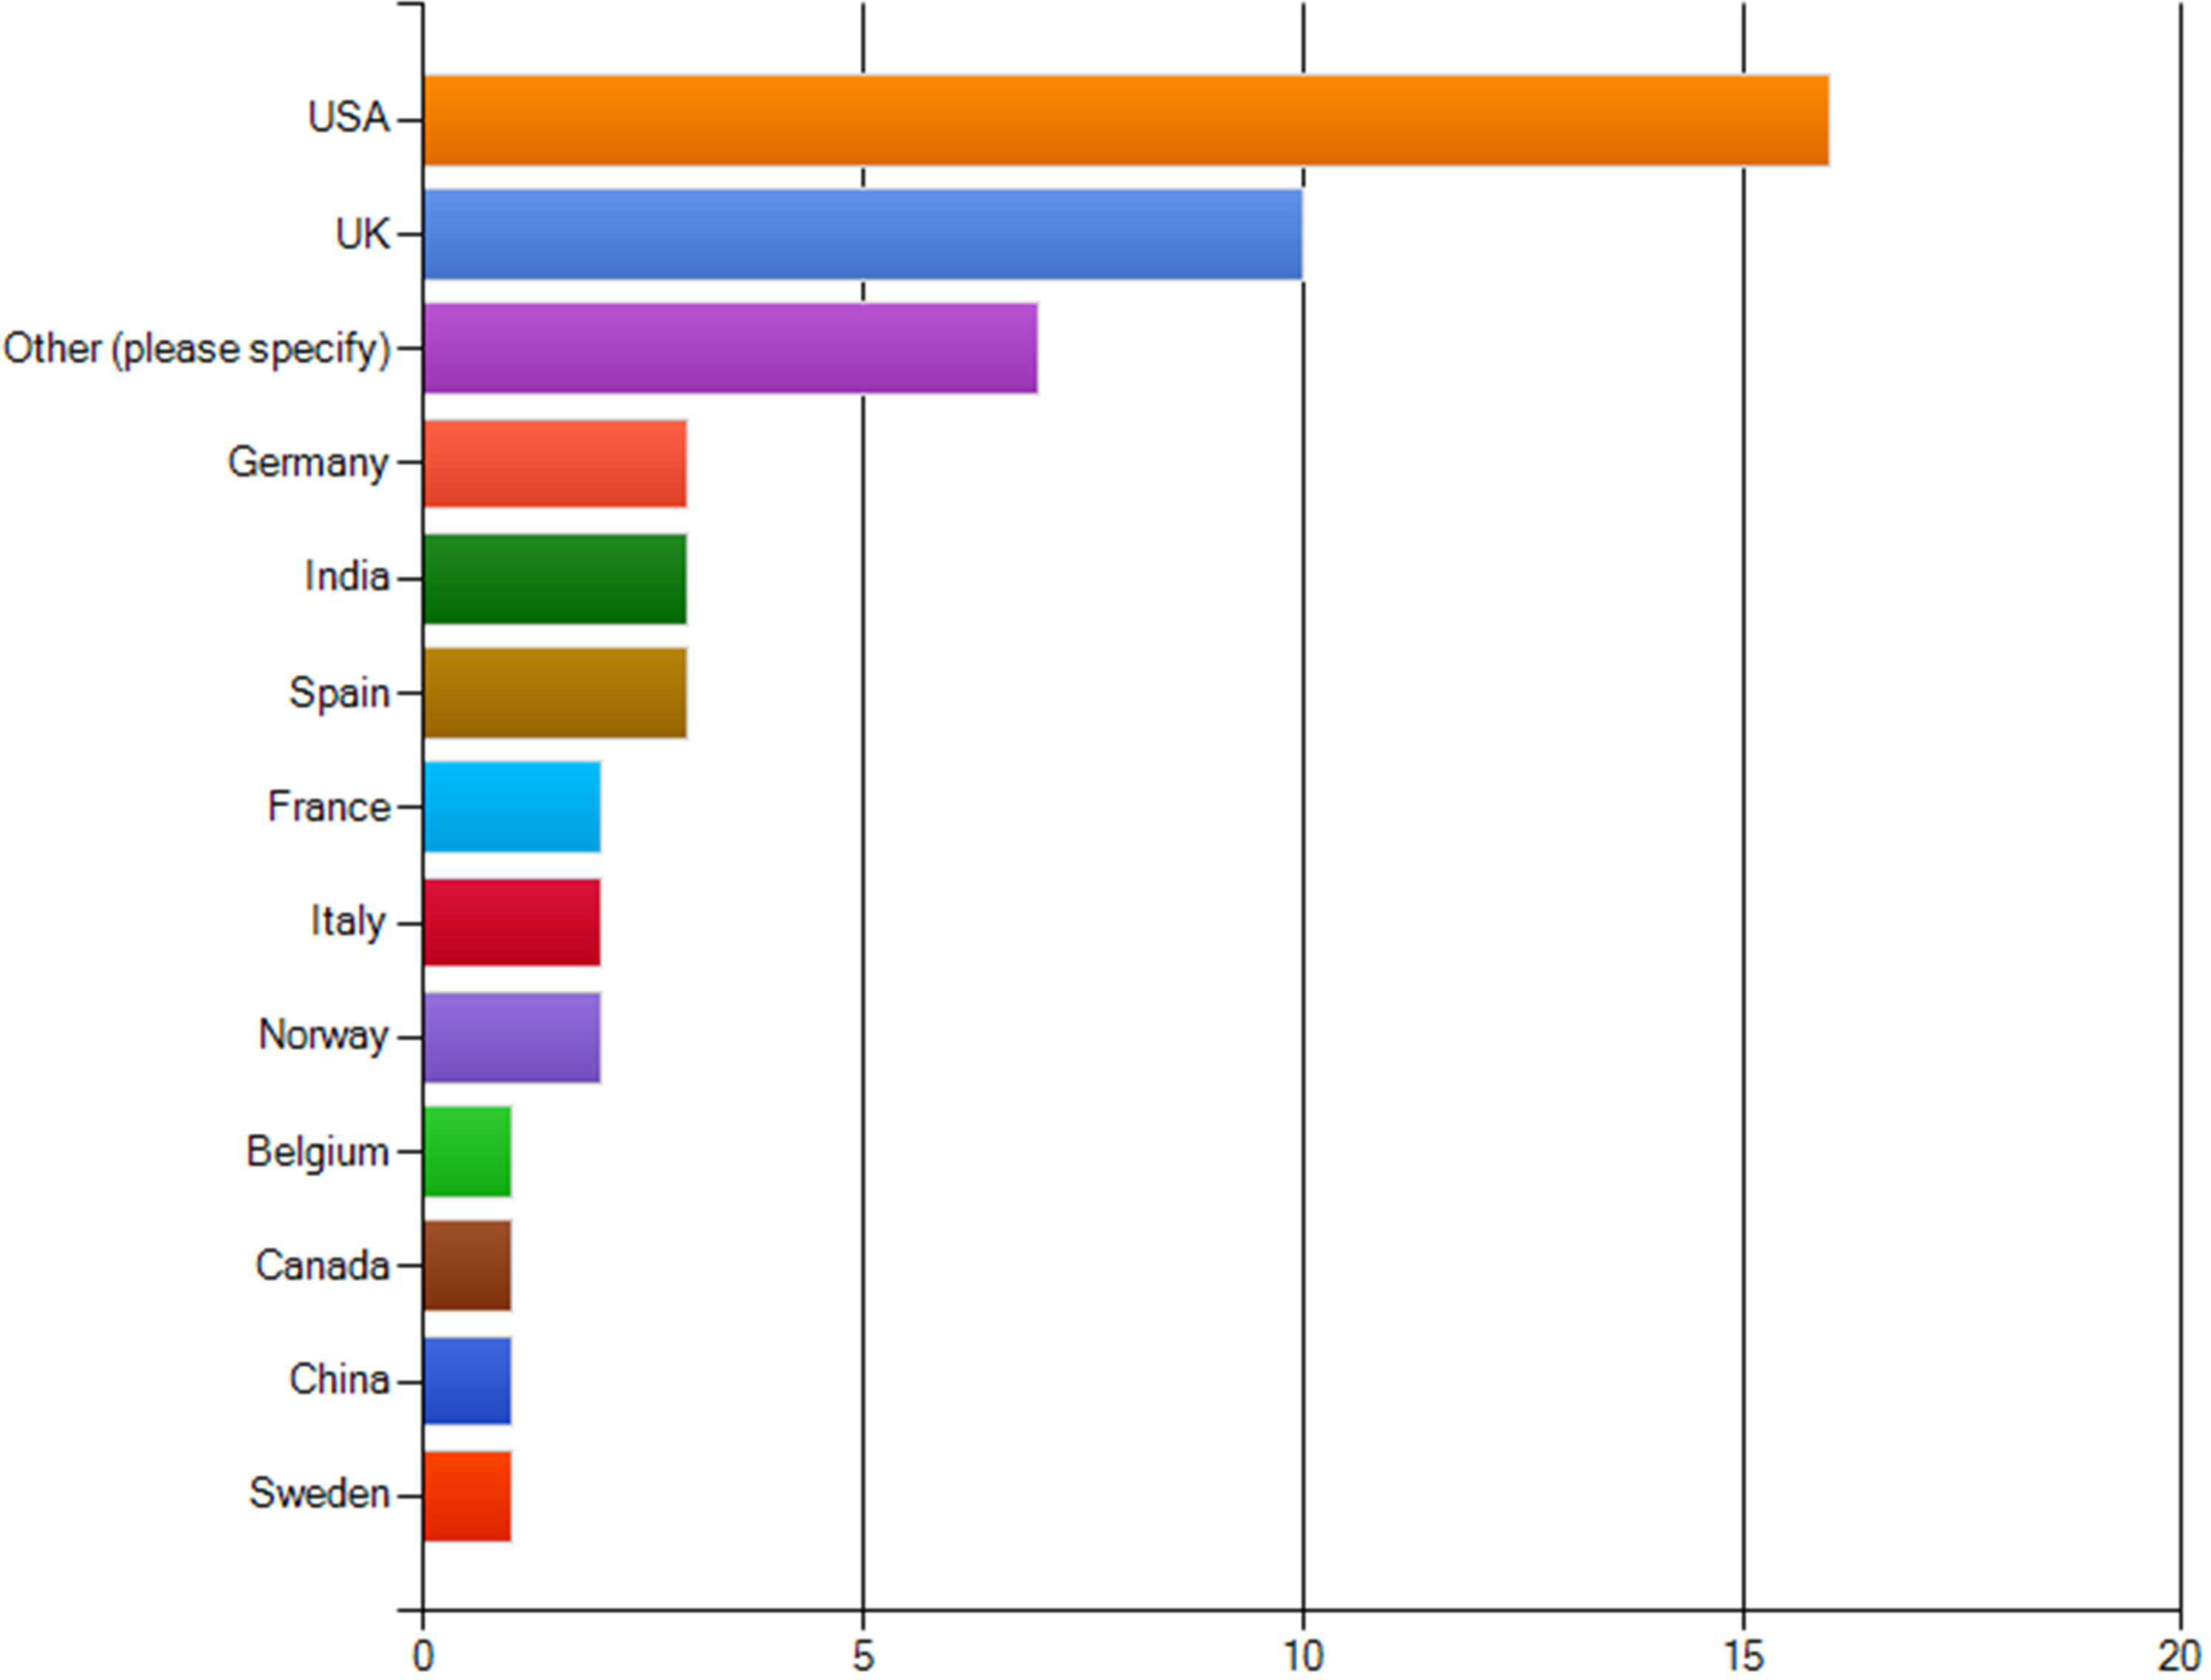 USA
UK
Other (please specify)
Germany
India
Spain
France
Italy
Norway
Belgium
Canada
China
Sweden
0 5 10 15 20